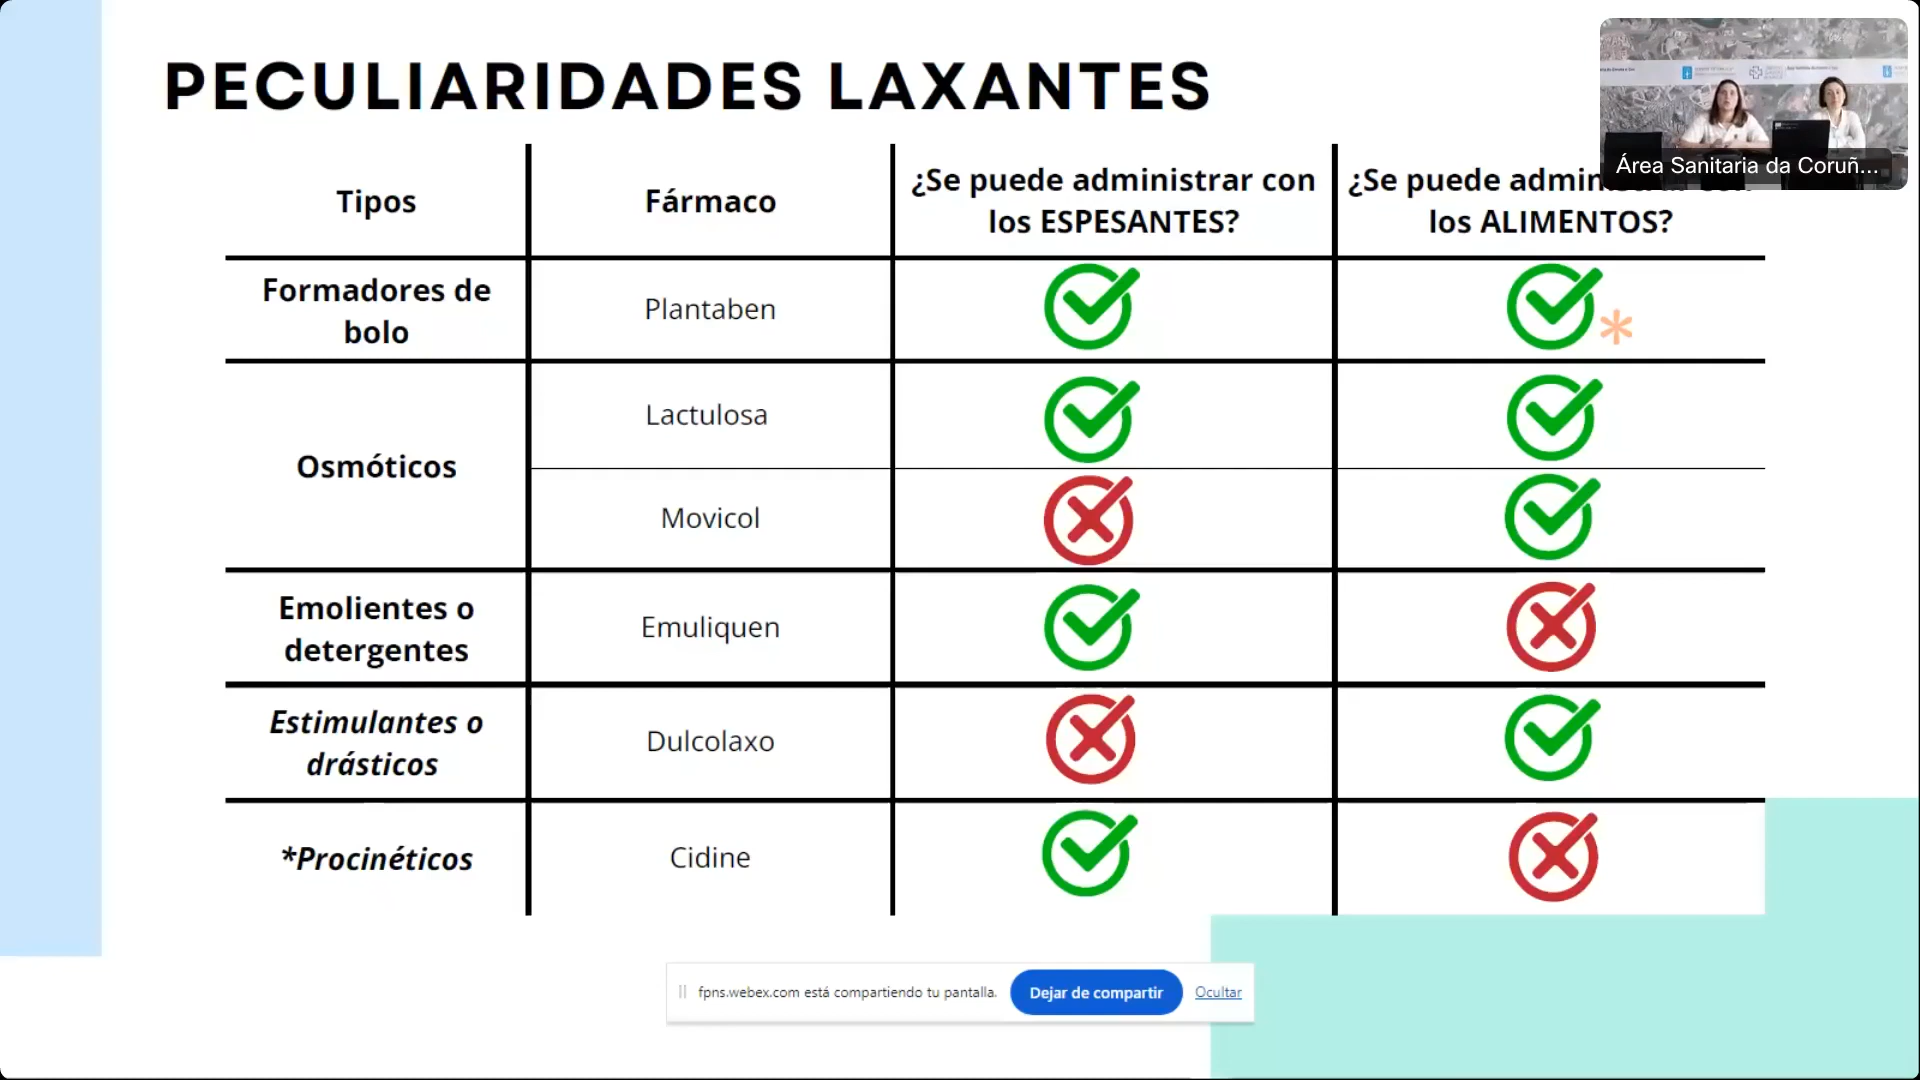 PECULIARIDADES LAXANTES
Área Sanitaria da Coruñ...
Tipos
Fármaco
¿Se puede administrar con
los ESPESANTES?
¿Se puede
los ALIMENTOS?
Formadores de
bolo
Plantaben
*
Osmóticos
Lactulosa
Movicol
Emolientes o
detergentes
Emuliquen
Estimulantes o
drásticos
Dulcolaxo
*Procinéticos
Cidine
fpns.webex.com está compartiendo tu pantalla.
Dejar de compartir
Ocultar